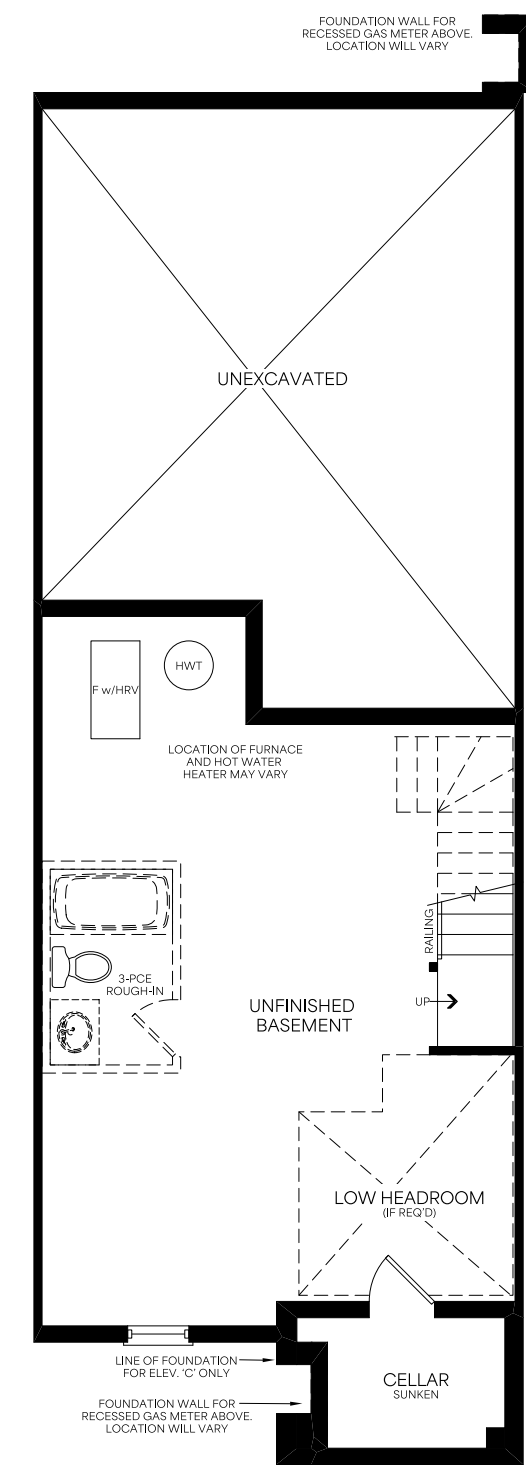 FOUNDATION WALL FOR
RECESSED GAS METER ABOVE.
LOCATION WILL VARY
UNEXCAVATED
F w/HRV
HWT
LOCATION OF FURNACE
AND HOT WATER
HEATER MAY VARY
RAILING
3-PCE
ROUGH-IN
UNFINISHED
BASEMENT
UP
LOW HEADROOM
(IF REQ'D)
LINE OF FOUNDATION
FOR ELEV. 'C' ONLY
CELLAR
SUNKEN
FOUNDATION WALL FOR
RECESSED GAS METER ABOVE.
LOCATION WILL VARY